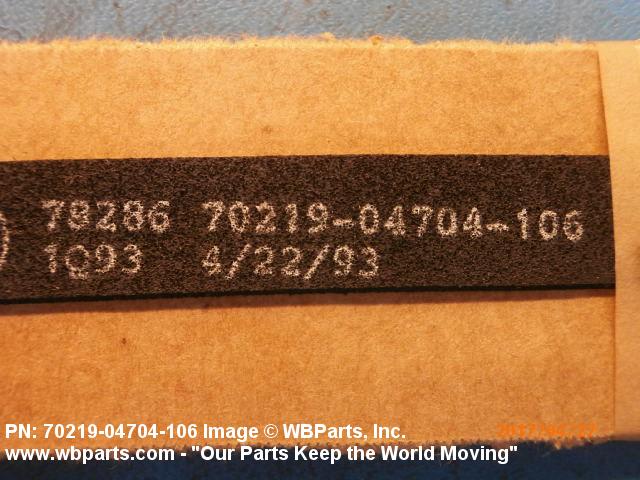 78286 70219-04704-106
1Q93 4/22/93
PN: 70219-04704-106 Image © WBParts, Inc.
www.wbparts.com - "Our Parts Keep the World Moving"